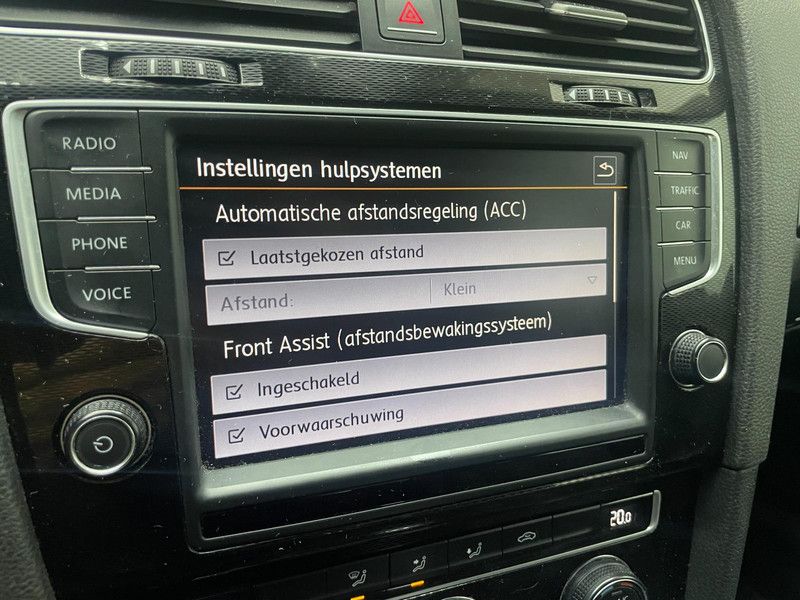 RADIO
MEDIA
PHONE
VOICE
Instellingen hulpsystemen
Automatische afstandsregeling (ACC)
Laatstgekozen afstand
Afstand: Klein
Front Assist (afstandsbewakingssysteem)
Ingeschakeld
Voorwaarschuwing
NAV
TRAFFIC
CAR
MENU
20.0